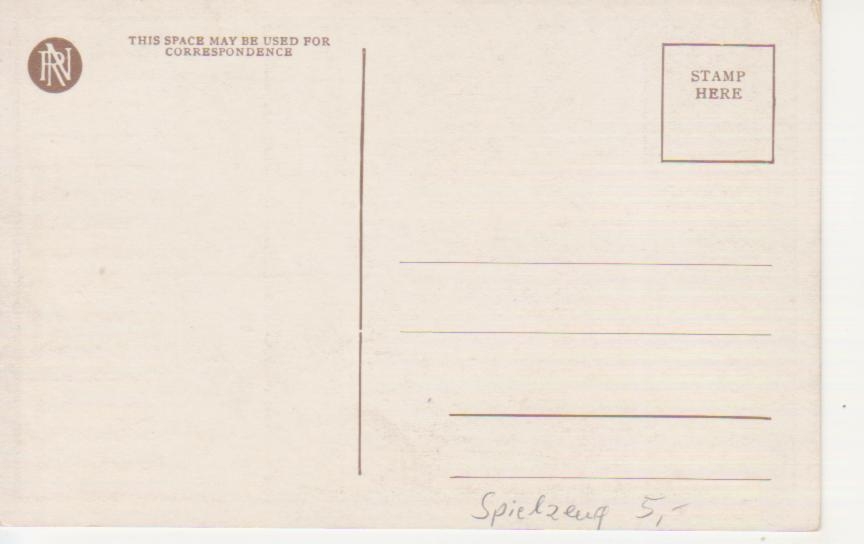 THIS SPACE MAY BE USED FOR
CORRESPONDENCE
STAMP
HERE
Spielzeug 5,-